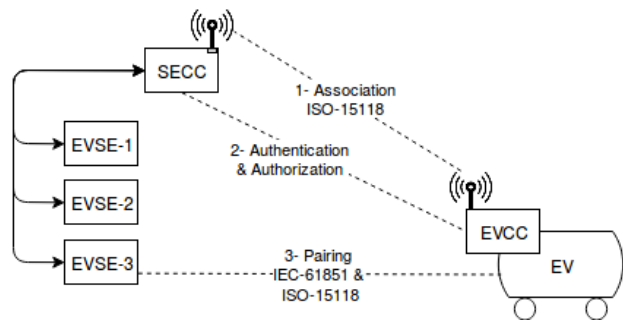 SECC
1- Association
ISO-15118
EVSE-1
2- Authentication
& Authorization
EVSE-2
EVCC
EVSE-3
3- Pairing
IEC-61851 &
ISO-15118
EV